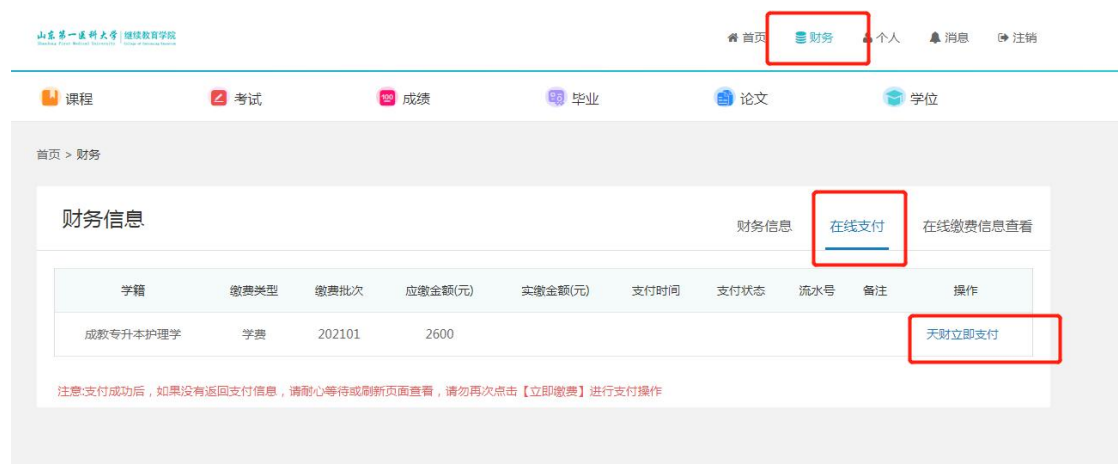 山东第一医科大学 继续教育学院
首页 财务 个人 消息 注销
课程 考试 成绩 毕业 论文 学位
首页 > 财务
财务信息
财务信息 在线支付 在线缴费信息查看
学籍 缴费类型 缴费批次 应缴金额(元) 实缴金额(元) 支付时间 支付状态 流水号 备注 操作
成教专升本护理学 学费 202101 2600 天财立即支付
注意:支付成功后，如果没有返回支付信息，请耐心等待或刷新页面查看，请勿再次点击【立即缴费】进行支付操作